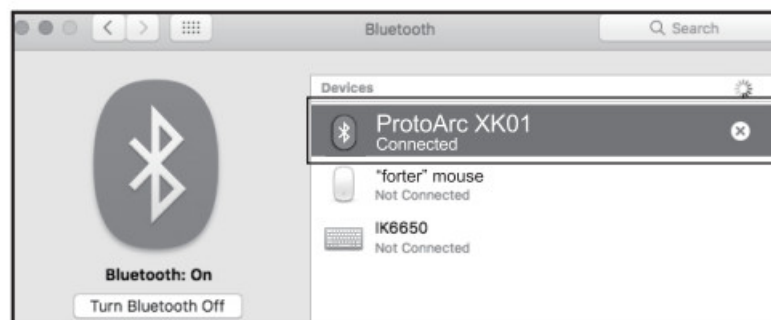 Bluetooth
Search
Devices
ProtoArc XK01
Connected
"forter" mouse
Not Connected
IK6650
Not Connected
Bluetooth: On
Turn Bluetooth Off